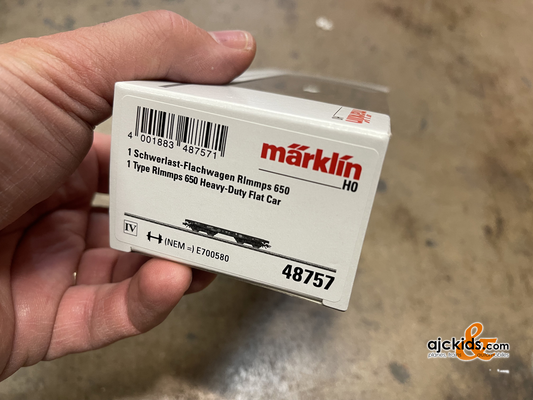 4 001883 487571
märklin
HO
1 Schwerlast-Flachwagen Rlmmps 650
1 Type Rlmmps 650 Heavy-Duty Flat Car
IV
(NEM =) E700580
48757
ajckids.com